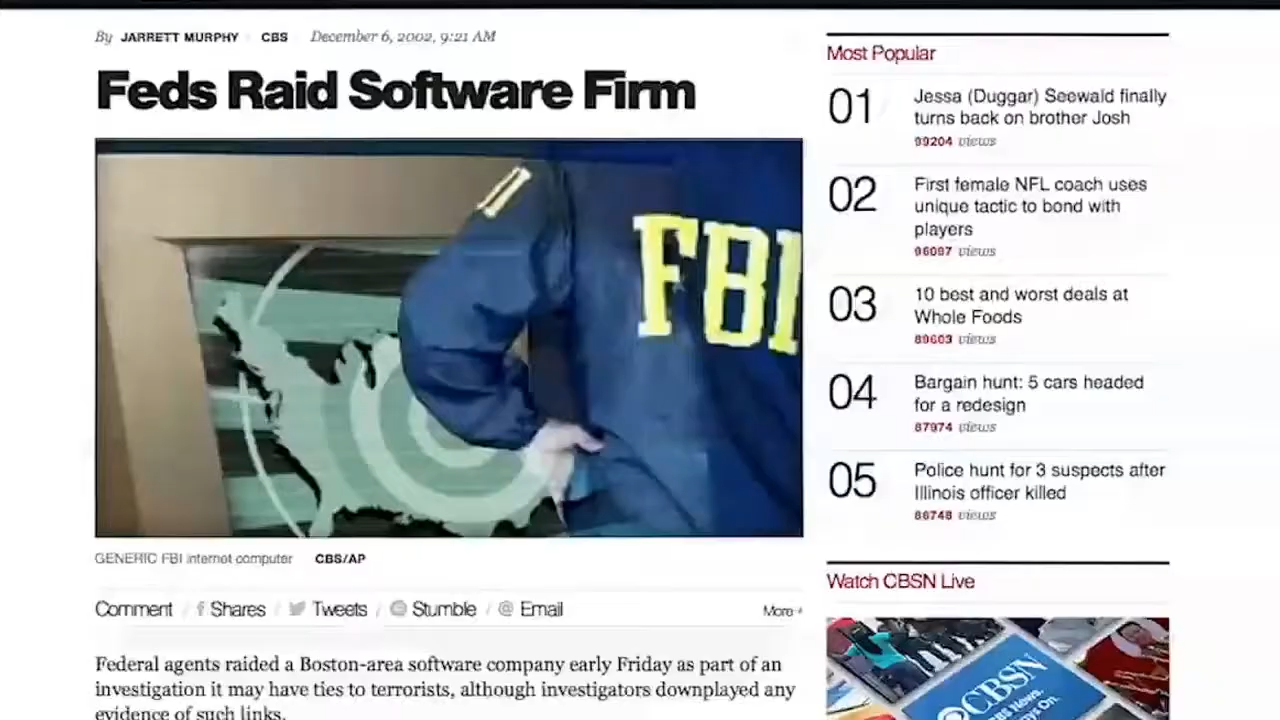 By JARRETT MURPHY CBS December 6, 2002, 9:21 AM
Feds Raid Software Firm
FBI
GENERIC FBI internet computer CBS/AP
Comment / Shares / Tweets / Stumble / @ Email More +
Federal agents raided a Boston-area software company early Friday as part of an
investigation it may have ties to terrorists, although investigators downplayed any
evidence of such links.
Most Popular
01 Jessa (Duggar) Seewald finally
turns back on brother Josh
99204 views
02 First female NFL coach uses
unique tactic to bond with
players
96097 views
03 10 best and worst deals at
Whole Foods
89603 views
04 Bargain hunt: 5 cars headed
for a redesign
87974 views
05 Police hunt for 3 suspects after
Illinois officer killed
86748 views
Watch CBSN Live
CBSN
News.
On.